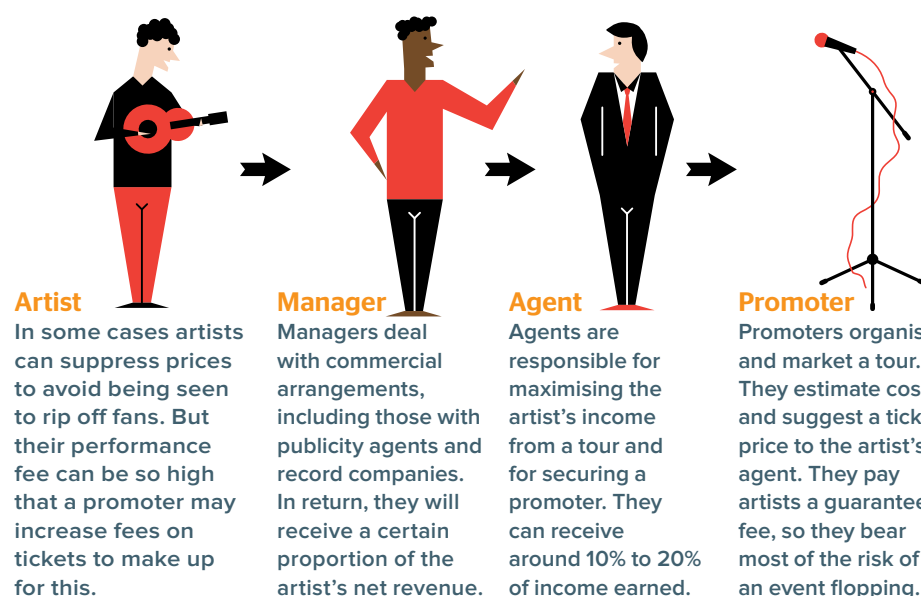 Artist
In some cases artists
can suppress prices
to avoid being seen
to rip off fans. But
their performance
fee can be so high
that a promoter may
increase fees on
tickets to make up
for this.
Manager
Managers deal
with commercial
arrangements,
including those with
publicity agents and
record companies.
In return, they will
receive a certain
proportion of the
artist's net revenue.
Agent
Agents are
responsible for
maximising the
artist's income
from a tour and
for securing a
promoter. They
can receive
around 10% to 20%
of income earned.
Promoter
Promoters organis
and market a tour.
They estimate cos
and suggest a tick
price to the artist's
agent. They pay
artists a guarantee
fee, so they bear
most of the risk of
an event flopping.